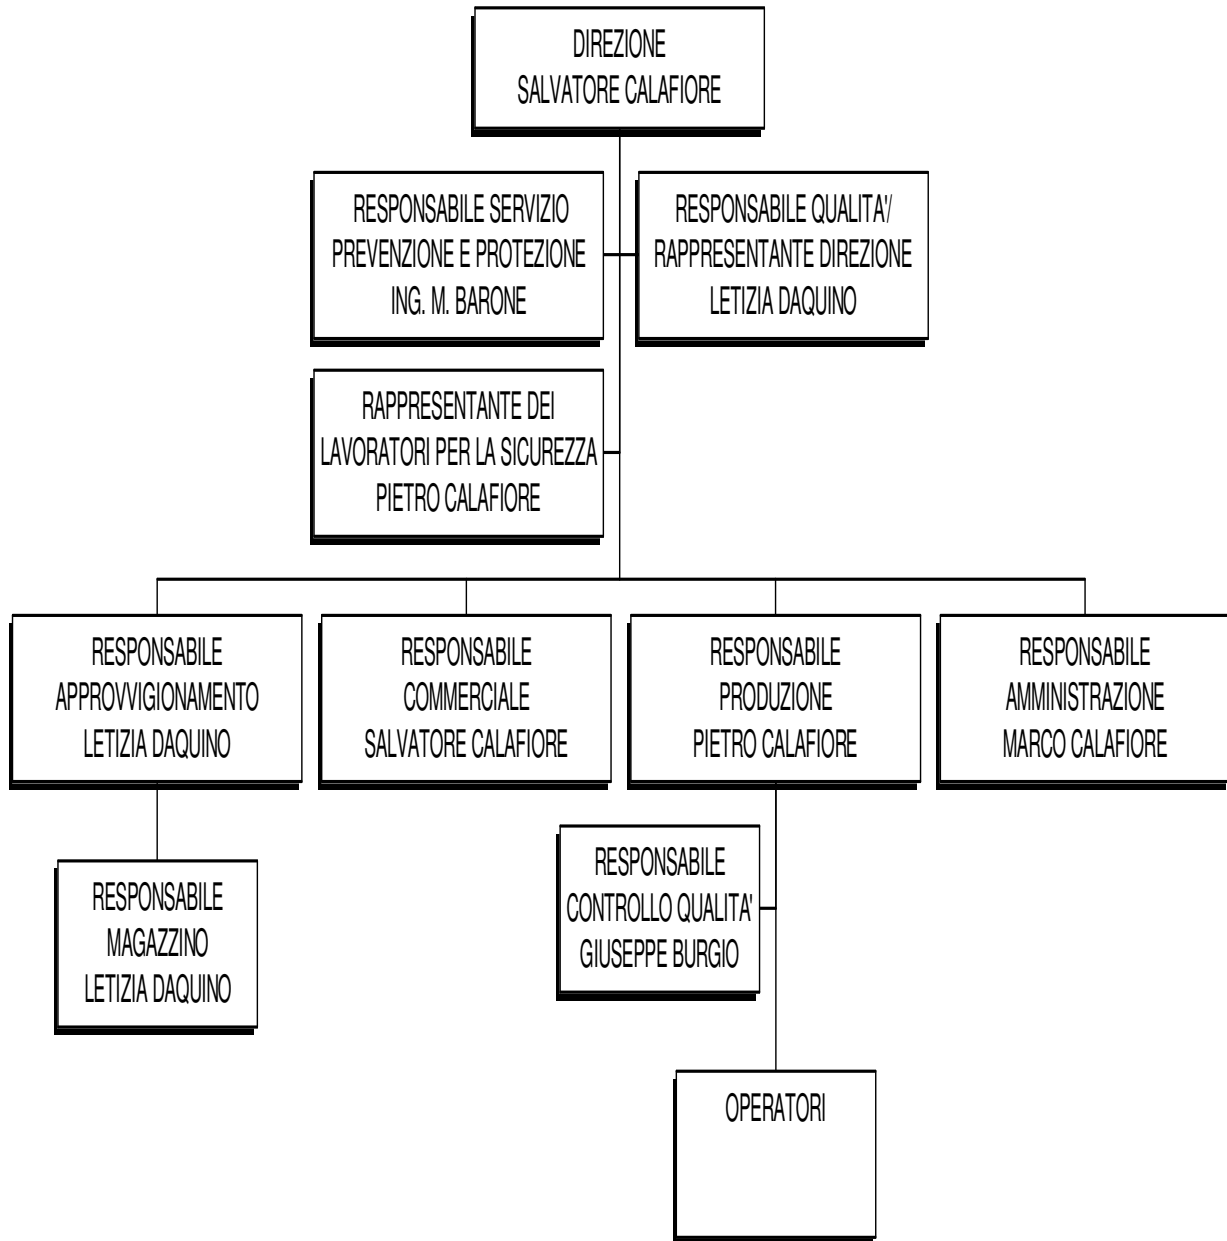 DIREZIONE
SALVATORE CALAFIORE
RESPONSABILE SERVIZIO
PREVENZIONE E PROTEZIONE
ING. M. BARONE
RESPONSABILE QUALITA'/
RAPPRESENTANTE DIREZIONE
LETIZIA DAQUINO
RAPPRESENTANTE DEI
LAVORATORI PER LA SICUREZZA
PIETRO CALAFIORE
RESPONSABILE
APPROVVIGIONAMENTO
LETIZIA DAQUINO
RESPONSABILE
COMMERCIALE
SALVATORE CALAFIORE
RESPONSABILE
PRODUZIONE
PIETRO CALAFIORE
RESPONSABILE
AMMINISTRAZIONE
MARCO CALAFIORE
RESPONSABILE
MAGAZZINO
LETIZIA DAQUINO
RESPONSABILE
CONTROLLO QUALITA'
GIUSEPPE BURGIO
OPERATORI